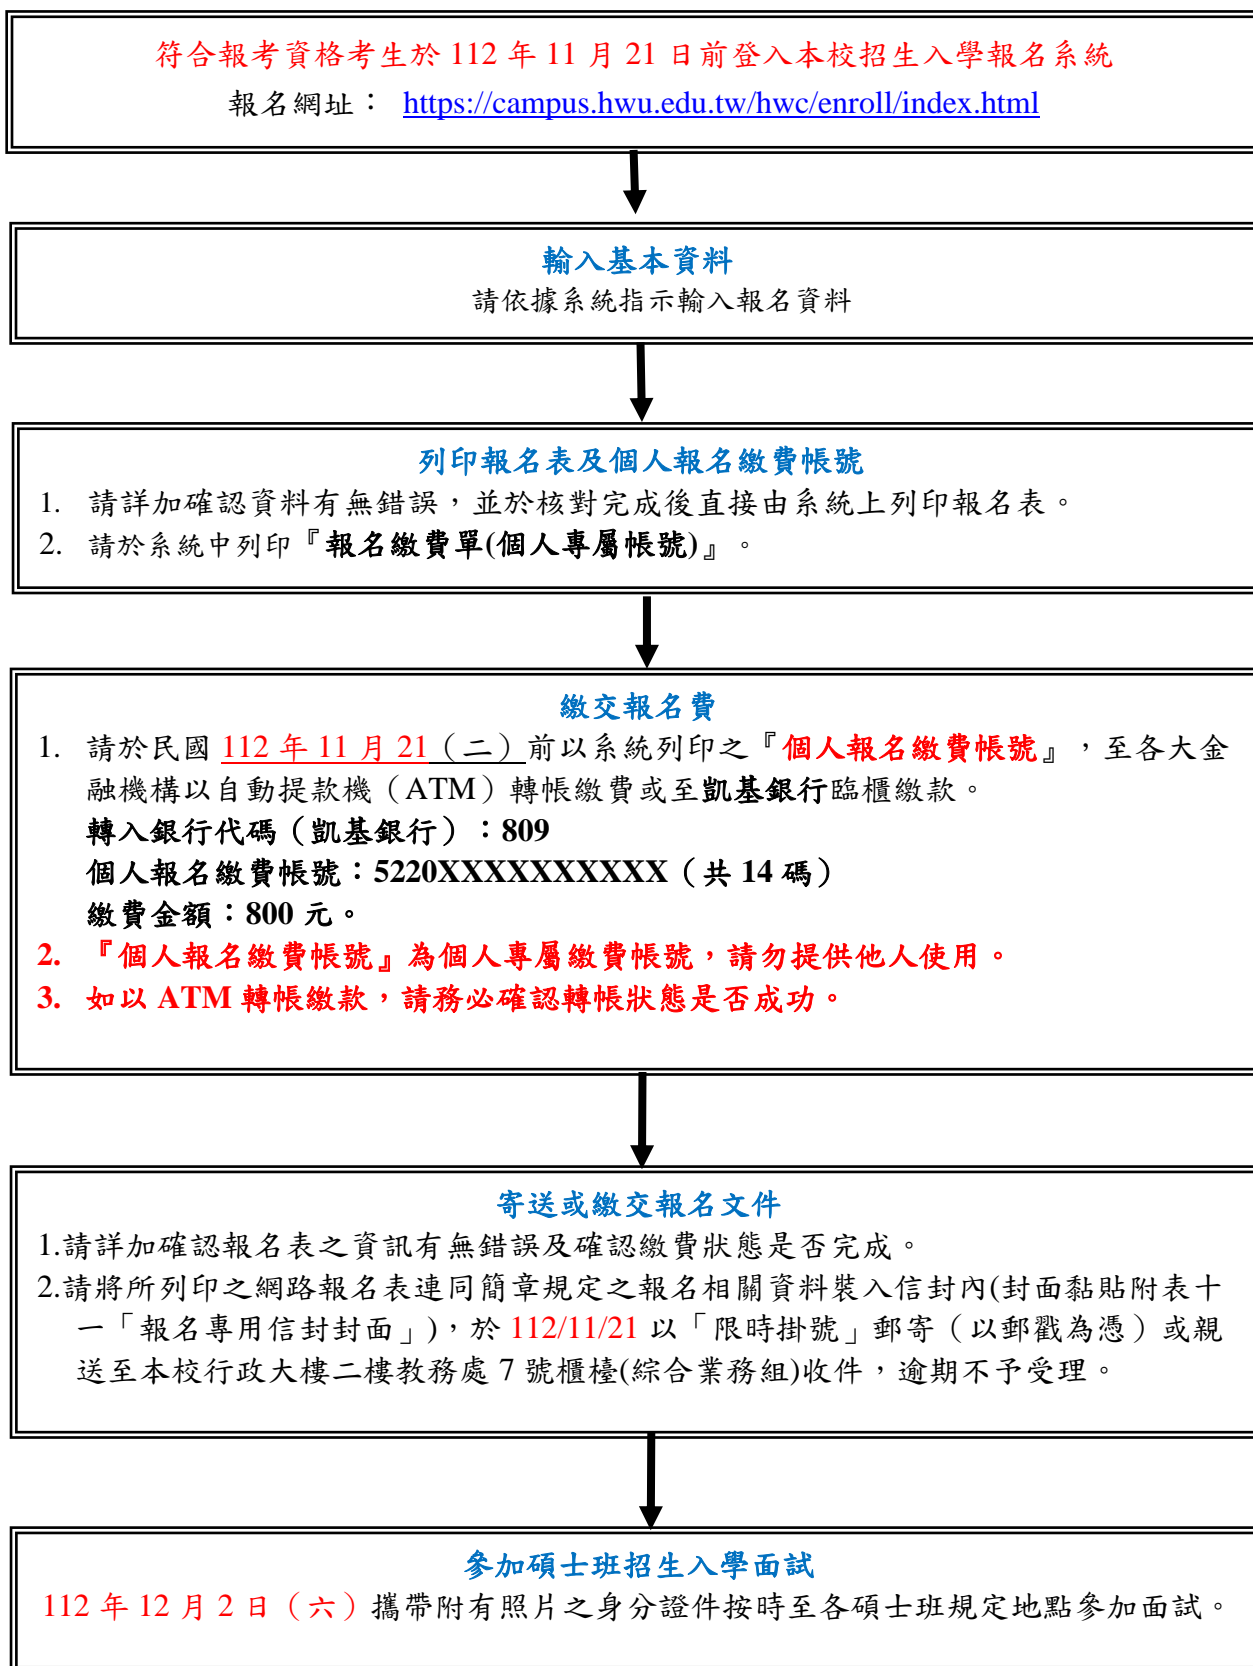 符合報考資格考生於 112 年 11 月 21 日前登入本校招生入學報名系統
報名網址： https://campus.hwu.edu.tw/hwc/enroll/index.html
輸入基本資料
請依據系統指示輸入報名資料
列印報名表及個人報名繳費帳號
1. 請詳加確認資料有無錯誤，並於核對完成後直接由系統上列印報名表。
2. 請於系統中列印『報名繳費單(個人專屬帳號)』。
繳交報名費
1. 請於民國 112 年 11 月 21（二）前以系統列印之『個人報名繳費帳號』，至各大金
融機構以自動提款機（ATM）轉帳繳費或至凱基銀行臨櫃繳款。
轉入銀行代碼（凱基銀行）：809
個人報名繳費帳號：5220XXXXXXXXXX（共 14 碼）
繳費金額：800 元。
2. 『個人報名繳費帳號』為個人專屬繳費帳號，請勿提供他人使用。
3. 如以 ATM 轉帳繳款，請務必確認轉帳狀態是否成功。
寄送或繳交報名文件
1.請詳加確認報名表之資訊有無錯誤及確認繳費狀態是否完成。
2.請將所列印之網路報名表連同簡章規定之報名相關資料裝入信封內(封面黏貼附表十
一「報名專用信封封面」)，於 112/11/21 以「限時掛號」郵寄（以郵戳為憑）或親
送至本校行政大樓二樓教務處 7 號櫃檯(綜合業務組)收件，逾期不予受理。
參加碩士班招生入學面試
112 年 12 月 2 日（六）攜帶附有照片之身分證件按時至各碩士班規定地點參加面試。